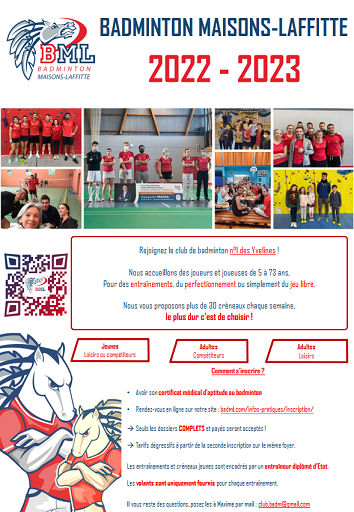 BADMINTON MAISONS-LAFFITTE
2022 - 2023
BML
BADMINTON
MAISONS-LAFFITTE
Rejoignez le club de badminton n°1 des Yvelines !
Nous accueillons des joueurs et joueuses de 5 à 73 ans.
Pour des entraînements, du perfectionnement ou simplement du jeu libre.
Nous vous proposons plus de 30 créneaux chaque semaine,
le plus dur c'est de choisir !
BML
Jeunes
Loisirs ou compétiteurs
Adultes
Compétiteurs
Adultes
Loisirs
Comment s'inscrire ?
• Avoir son certificat médical d'aptitude au badminton
• Rendez-vous en ligne sur notre site : badml.com/infos-pratiques/inscription/
→ Seuls les dossiers COMPLETS et payés seront acceptés !
→ Tarifs dégressifs à partir de la seconde inscription sur le même foyer.
Les entraînements et créneaux jeunes sont encadrés par un entraîneur diplômé d'Etat.
Les volants sont uniquement fournis pour chaque entraînement.
Il vous reste des questions, posez les à Maxime par mail : club.badml@gmail.com